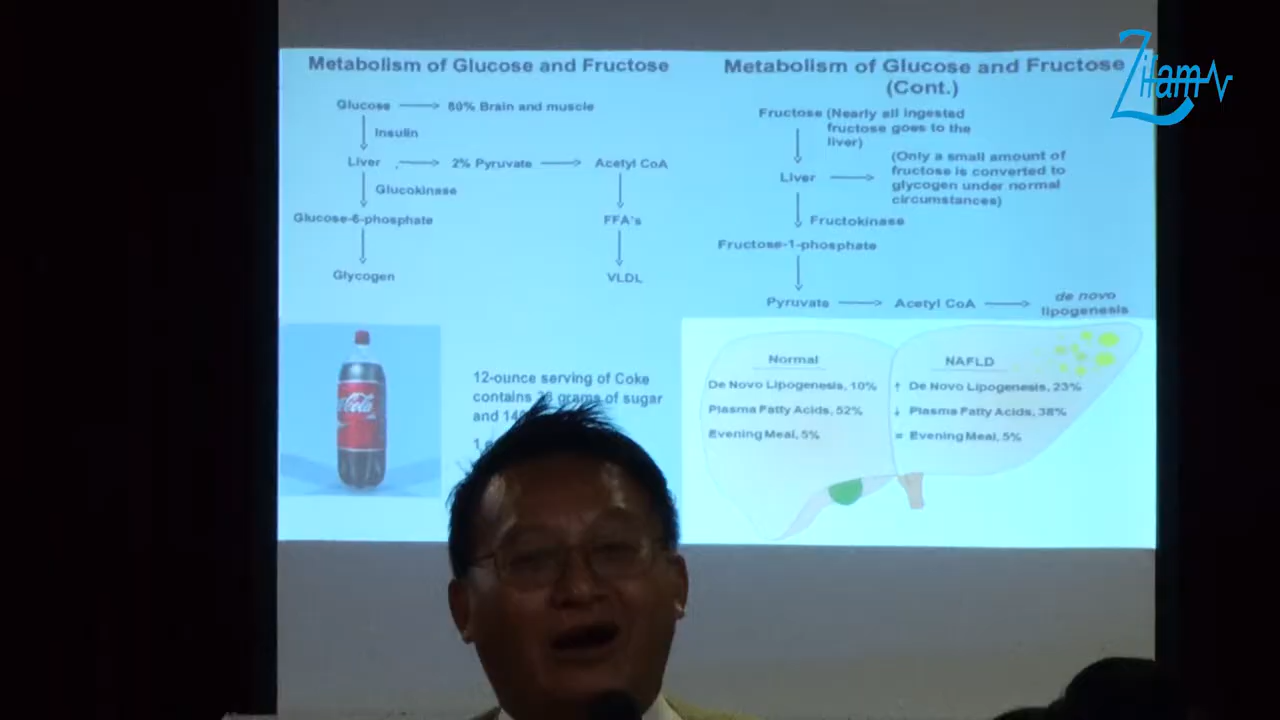 Metabolism of Glucose and Fructose
Glucose
80% Brain and muscle
Insulin
Liver
2% Pyruvate
Acetyl CoA
Glucokinase
Glucose-6-phosphate
FFA's
Glycogen
VLDL
12-ounce serving of Coke
contains grams of sugar
and
Metabolism of Glucose and Fructose
(Cont.)
Fructose (Nearly all ingested
fructose goes to the
liver)
Liver
(Only a small amount of
fructose is converted to
glycogen under normal
circumstances)
Fructokinase
Fructose-1-phosphate
Pyruvate
Acetyl CoA
de novo
lipogenesis
Normal
De Novo Lipogenesis, 10%
Plasma Fatty Acids, 52%
Evening Meal, 5%
NAFLD
↑ De Novo Lipogenesis, 23%
↓ Plasma Fatty Acids, 38%
= Evening Meal, 5%
Zifam